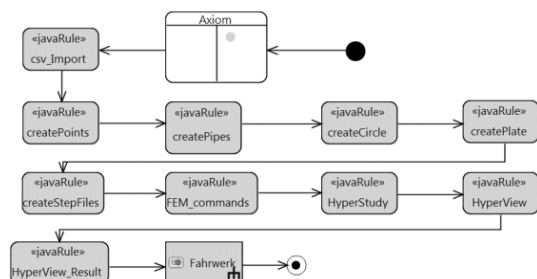 Axiom
«javaRule»
csv_Import
«javaRule»
createPoints
«javaRule»
createPipes
«javaRule»
createCircle
«javaRule»
createPlate
«javaRule»
createStepFiles
«javaRule»
FEM_commands
«javaRule»
HyperStudy
«javaRule»
HyperView
«javaRule»
HyperView_Result
Fahrwerk